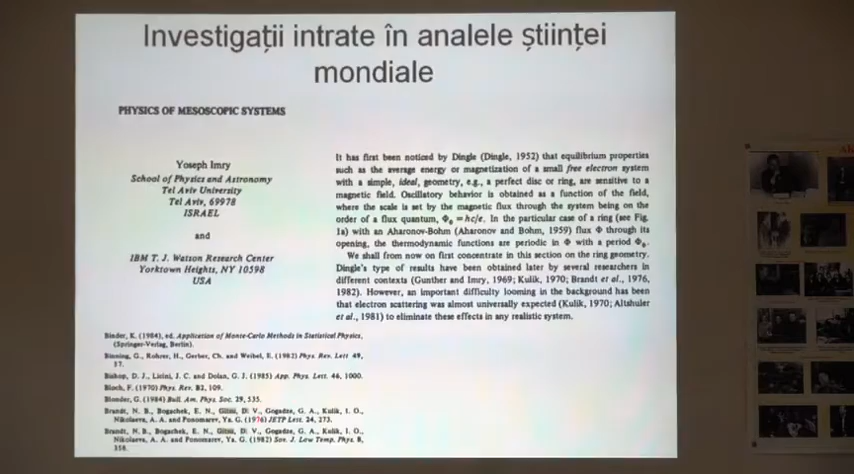 Investigații intrate în analele științei
mondiale
PHYSICS OF MESOSCOPIC SYSTEMS
Yoseph Imry
School of Physics and Astronomy
Tel Aviv University
Tel Aviv, 69978
ISRAEL
and
IBM T. J. Watson Research Center
Yorktown Heights, NY 10598
USA
It has first been noticed by Dingle (Dingle, 1952) that equilibrium properties
such as the average energy or magnetization of a small free electron system
with a simple, ideal, geometry, e.g., a perfect disc or ring, are sensitive to a
magnetic field. Oscillatory behavior is obtained as a function of the field,
where the scale is set by the magnetic flux through the system being on the
order of a flux quantum, Φ₀ = hc/e. In the particular case of a ring (see Fig.
1a) with an Aharonov-Bohm (Aharonov and Bohm, 1959) flux Φ through its
opening, the thermodynamic functions are periodic in Φ with a period Φ₀.
We shall from now on first concentrate in this section on the ring geometry.
Dingle's type of results have been obtained later by several researchers in
different contexts (Gunther and Imry, 1969; Kulik, 1970; Brandt et al., 1976,
1982). However, an important difficulty looming in the background has been
that electron scattering was almost universally expected (Kulik, 1970; Altshuler
et al., 1981) to eliminate these effects in any realistic system.
Binder, K. (1984), ed. Application of Monte-Carlo Methods in Statistical Physics,
(Springer-Verlag, Berlin).
Binning, G., Rohrer, H., Gerber, Ch. and Weibel, E. (1982) Phys. Rev. Lett 49,
57.
Bishop, D. J., Licini, J. C. and Dolan, G. J. (1985) App. Phys. Lett. 46, 1000.
Bloch, F. (1970) Phys. Rev. B2, 109.
Blonder, G. (1984) Bull. Am. Phys. Soc. 29, 535.
Brandt, N. B., Bogachek, E. N., Gitsu, D. V., Gogadze, G. A., Kulik, I. O.,
Nikolaeva, A. A. and Ponomarev, Ya. G. (1976) JETP Lett. 24, 273.
Brandt, N. B., Bogachek, E. N., Gitsu, D. V., Gogadze, G. A., Kulik, I. O.,
Nikolaeva, A. A. and Ponomarev, Ya. G. (1982) Sov. J. Low Temp. Phys. 8,
358.